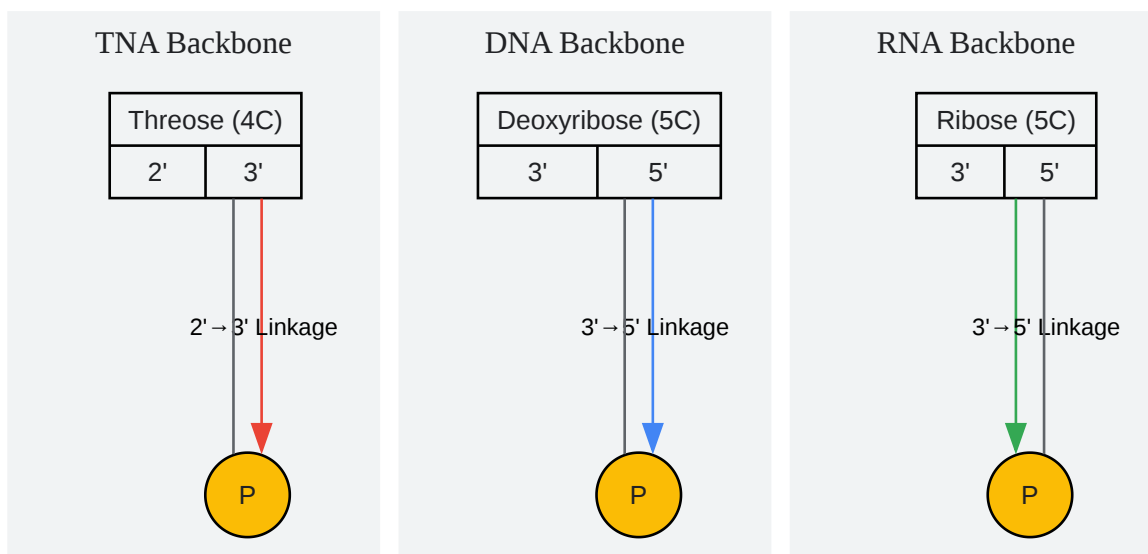 TNA Backbone
Threose (4C)
2' 3'
2'→3' Linkage
P
DNA Backbone
Deoxyribose (5C)
3' 5'
3'→5' Linkage
P
RNA Backbone
Ribose (5C)
3' 5'
3'→5' Linkage
P